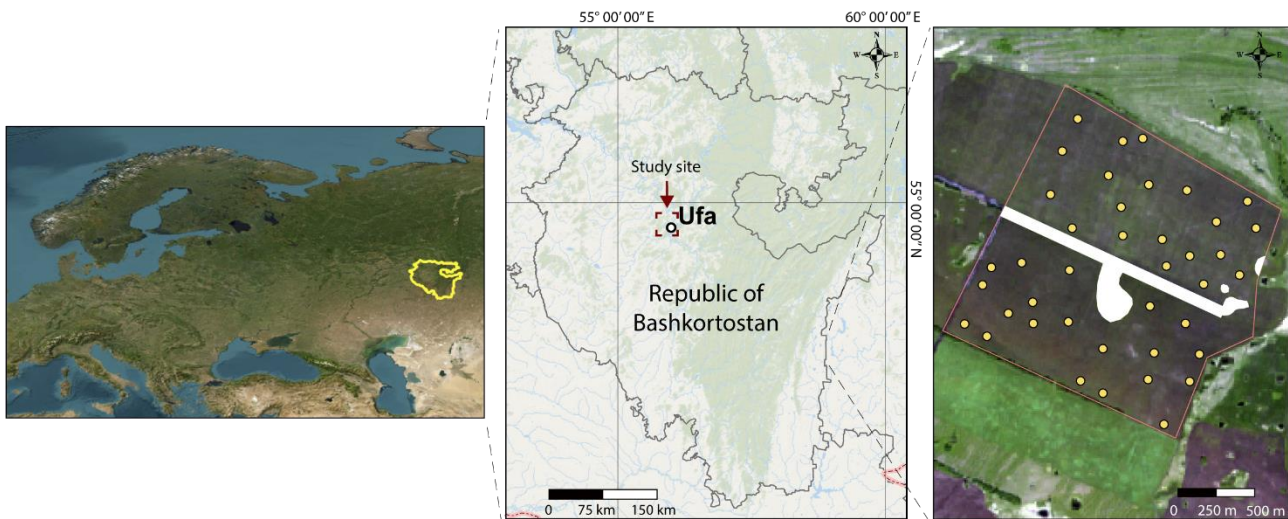 55° 00' 00" E
60° 00' 00" E
N
W
E
S
Study site
Ufa
55° 00' 00" N
Republic of
Bashkortostan
0
75 km
150 km
N
W
E
S
0
250 m
500 m